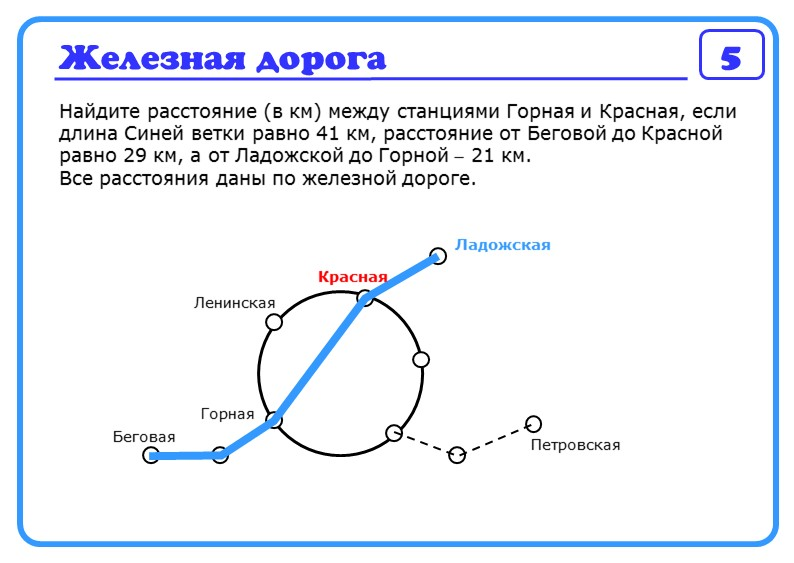 Железная дорога
5
Найдите расстояние (в км) между станциями Горная и Красная, если
длина Синей ветки равно 41 км, расстояние от Беговой до Красной
равно 29 км, а от Ладожской до Горной – 21 км.
Все расстояния даны по железной дороге.
Ладожская
Красная
Ленинская
Горная
Беговая
Петровская